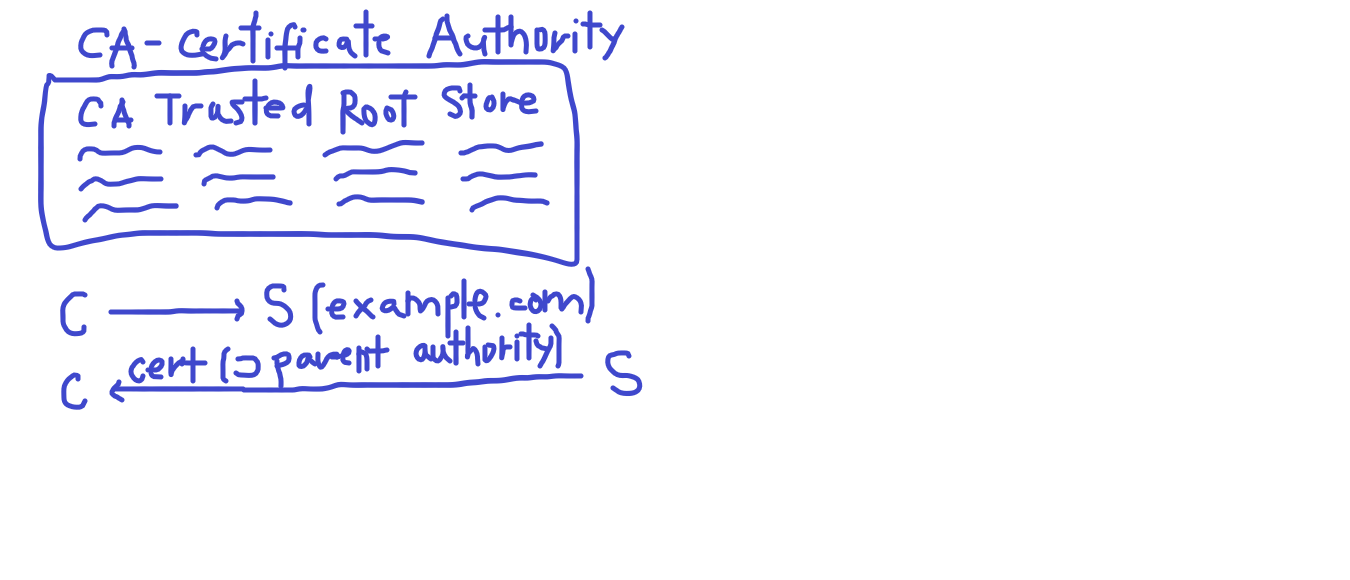 CA - Certificate Authority
CA Trusted Root Store
C → S (example.com)
cert (⊃ parent authority)
C ← S